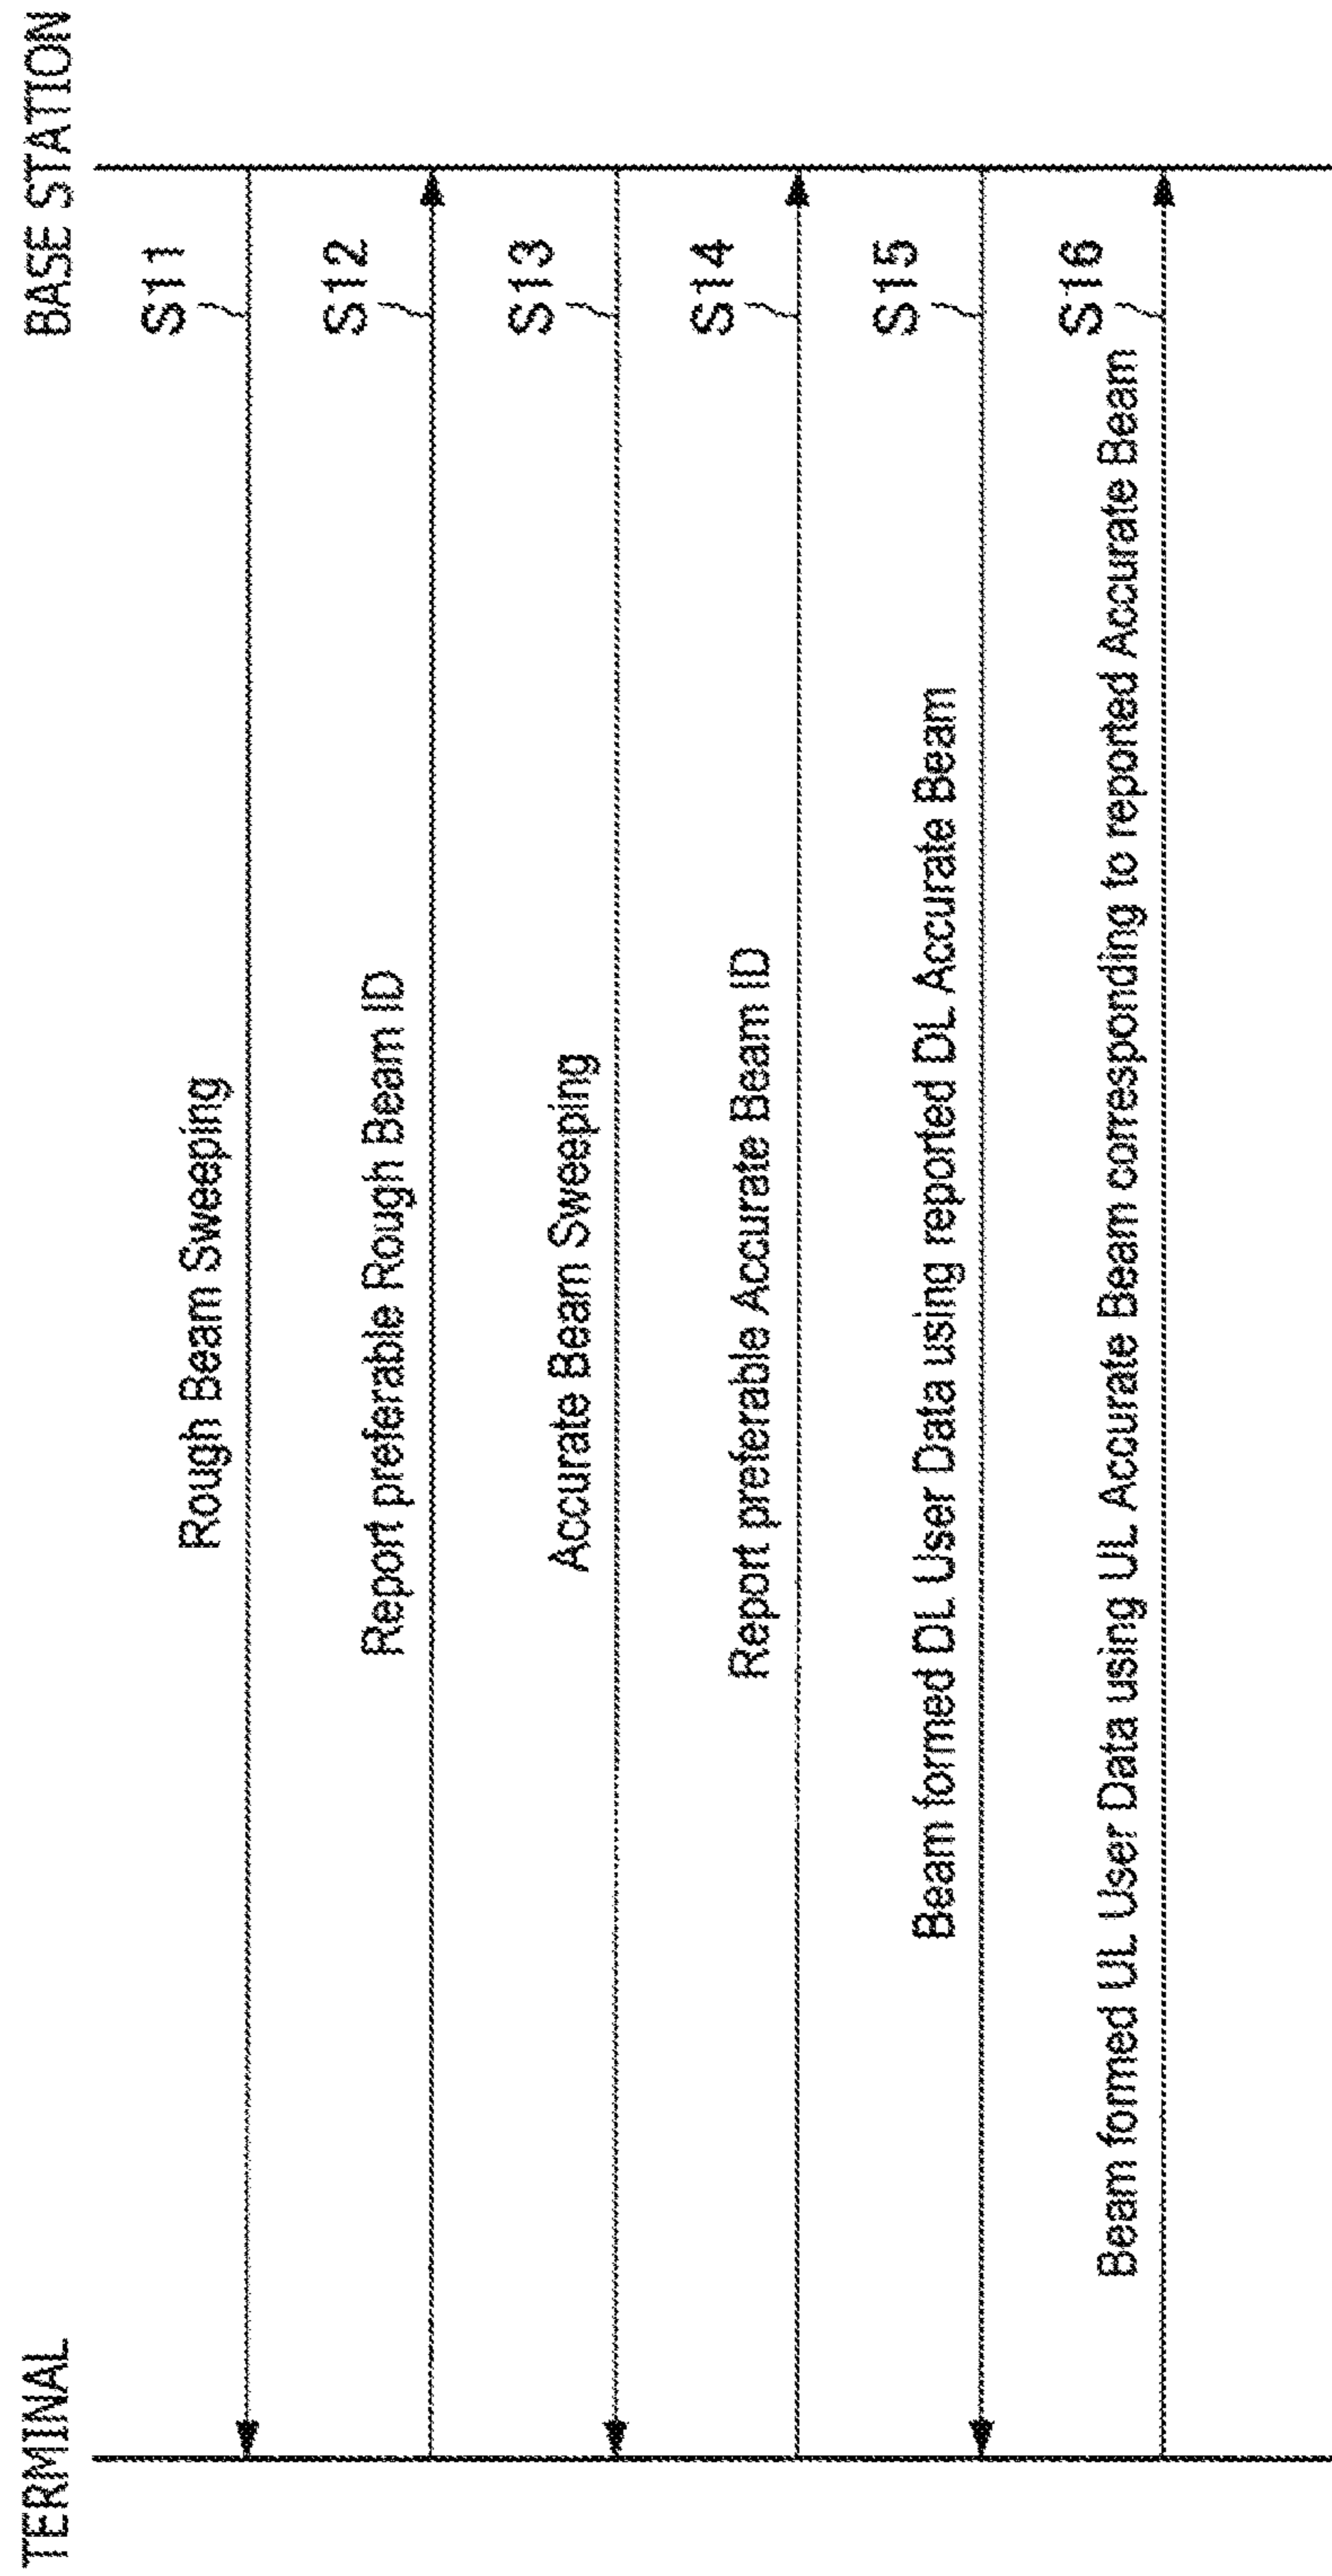 TERMINAL
BASE STATION
S11
Rough Beam Sweeping
S12
Report preferable Rough Beam ID
S13
Accurate Beam Sweeping
S14
Report preferable Accurate Beam ID
S15
Beam formed DL User Data using reported DL Accurate Beam
S16
Beam formed UL User Data using UL Accurate Beam corresponding to reported Accurate Beam